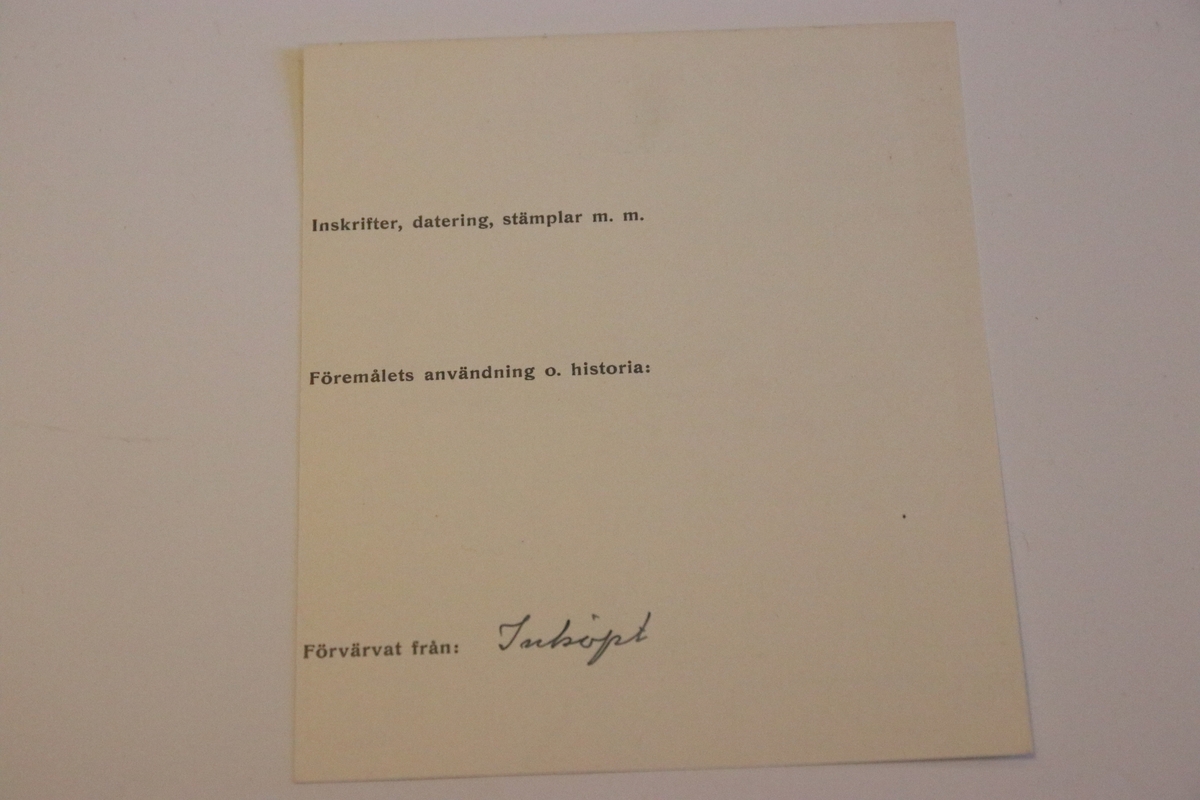 Inskrifter, datering, stämplar m. m.
Föremålets användning o. historia:
Förvärvat från: Inköpt